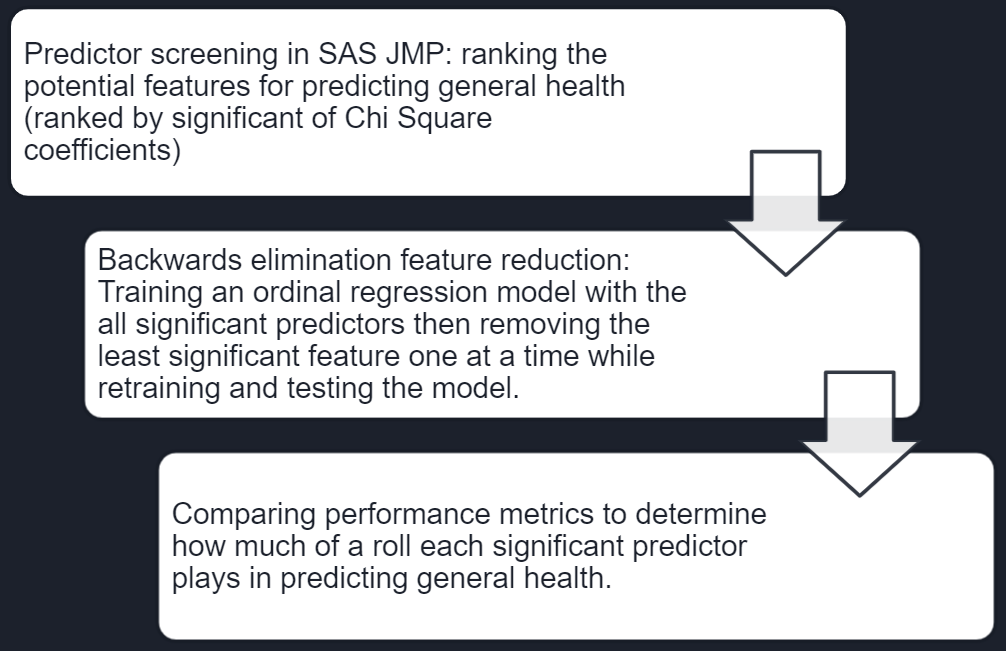 Predictor screening in SAS JMP: ranking the
potential features for predicting general health
(ranked by significant of Chi Square
coefficients)
Backwards elimination feature reduction:
Training an ordinal regression model with the
all significant predictors then removing the
least significant feature one at a time while
retraining and testing the model.
Comparing performance metrics to determine
how much of a roll each significant predictor
plays in predicting general health.